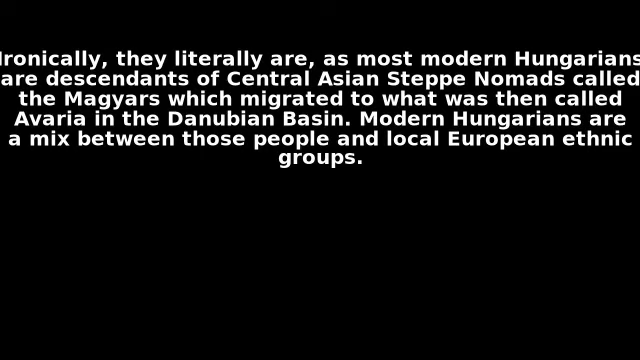 Ironically, they literally are, as most modern Hungarians
are descendants of Central Asian Steppe Nomads called
the Magyars which migrated to what was then called
Avaria in the Danubian Basin. Modern Hungarians are
a mix between those people and local European ethnic
groups.